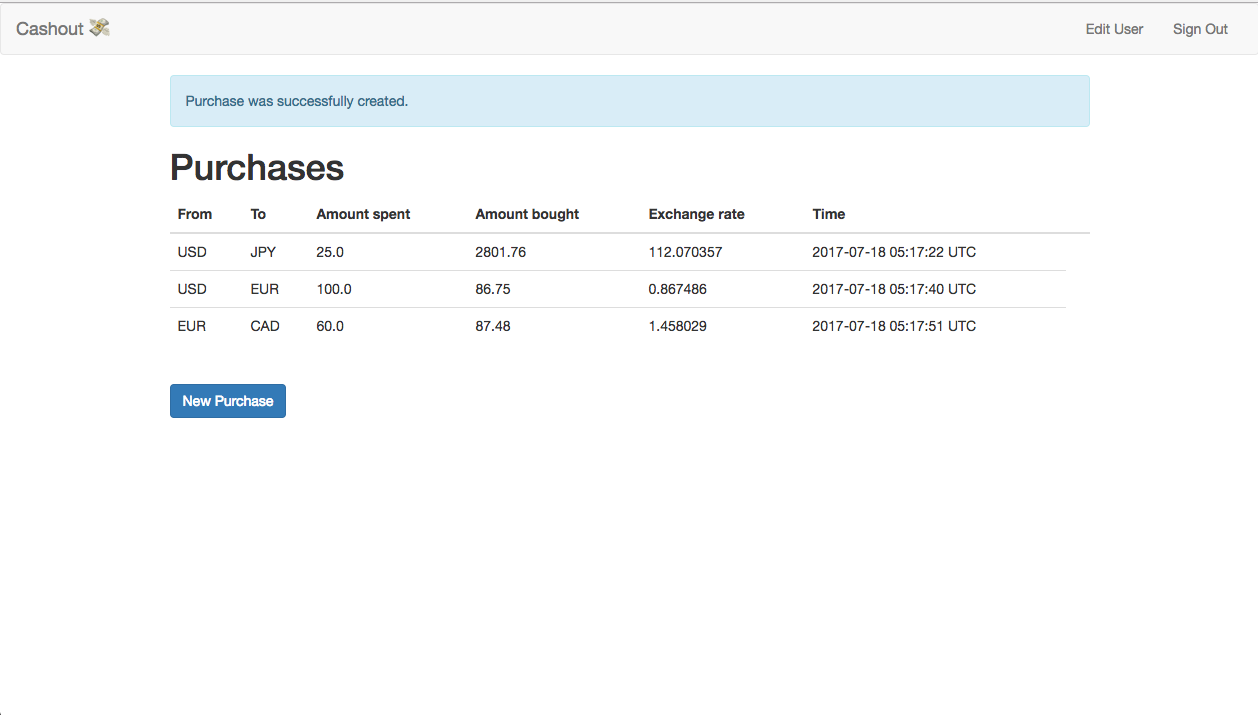 Cashout 💸 Edit User Sign Out
Purchase was successfully created.
Purchases
From To Amount spent Amount bought Exchange rate Time
USD JPY 25.0 2801.76 112.070357 2017-07-18 05:17:22 UTC
USD EUR 100.0 86.75 0.867486 2017-07-18 05:17:40 UTC
EUR CAD 60.0 87.48 1.458029 2017-07-18 05:17:51 UTC
New Purchase